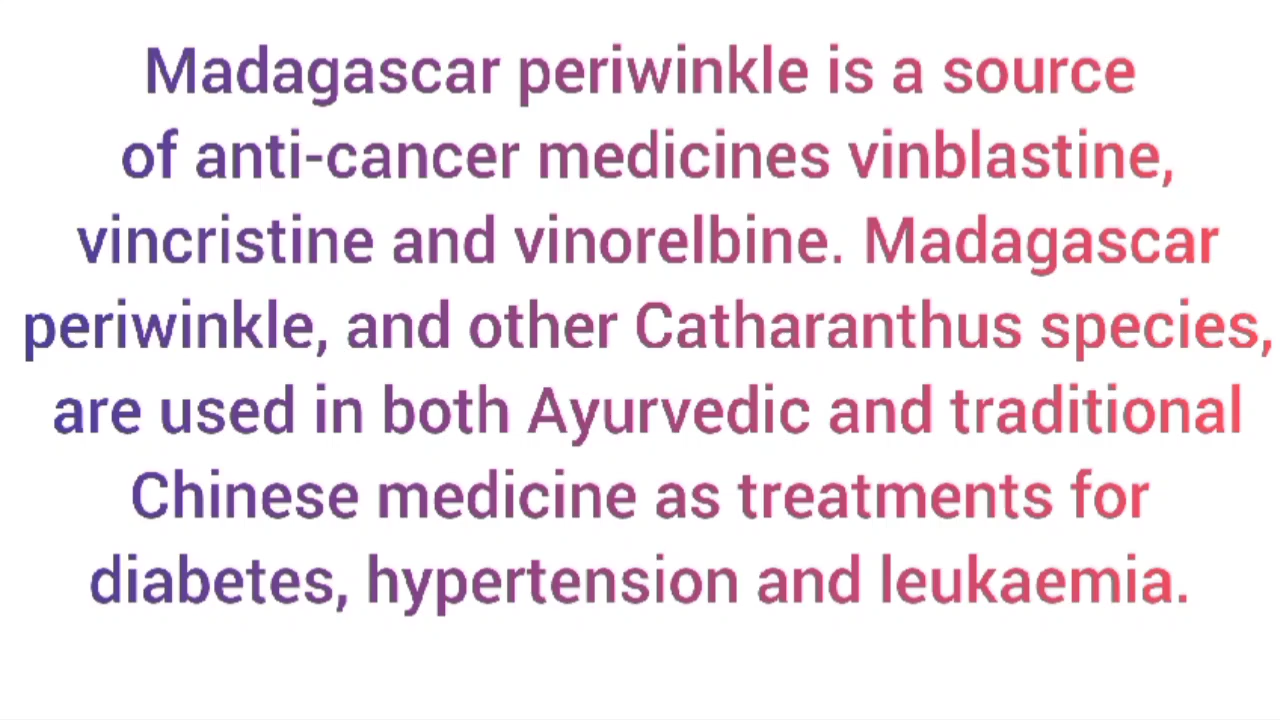 Madagascar periwinkle is a source
of anti-cancer medicines vinblastine,
vincristine and vinorelbine. Madagascar
periwinkle, and other Catharanthus species,
are used in both Ayurvedic and traditional
Chinese medicine as treatments for
diabetes, hypertension and leukaemia.